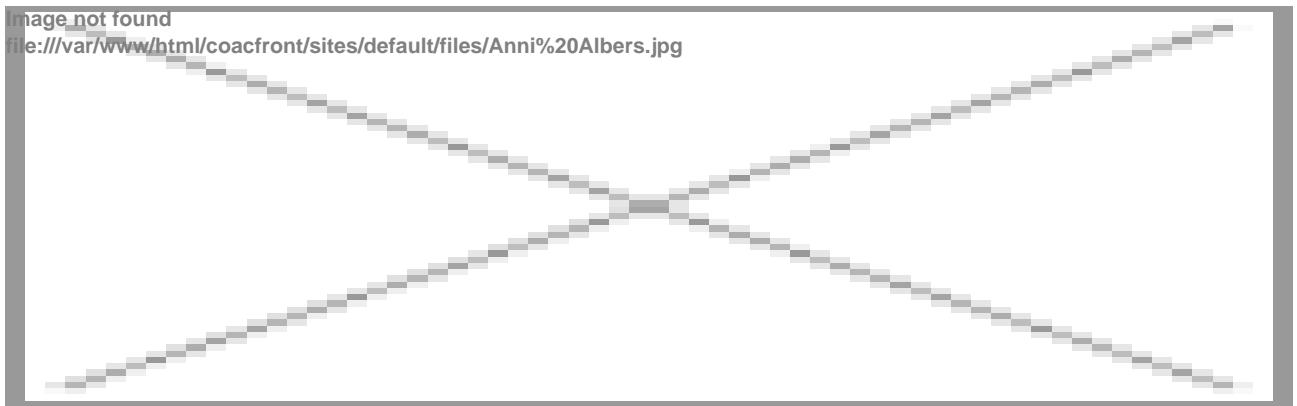 Image not found
file:///var/www/html/coacfront/sites/default/files/Anni%20Albers.jpg